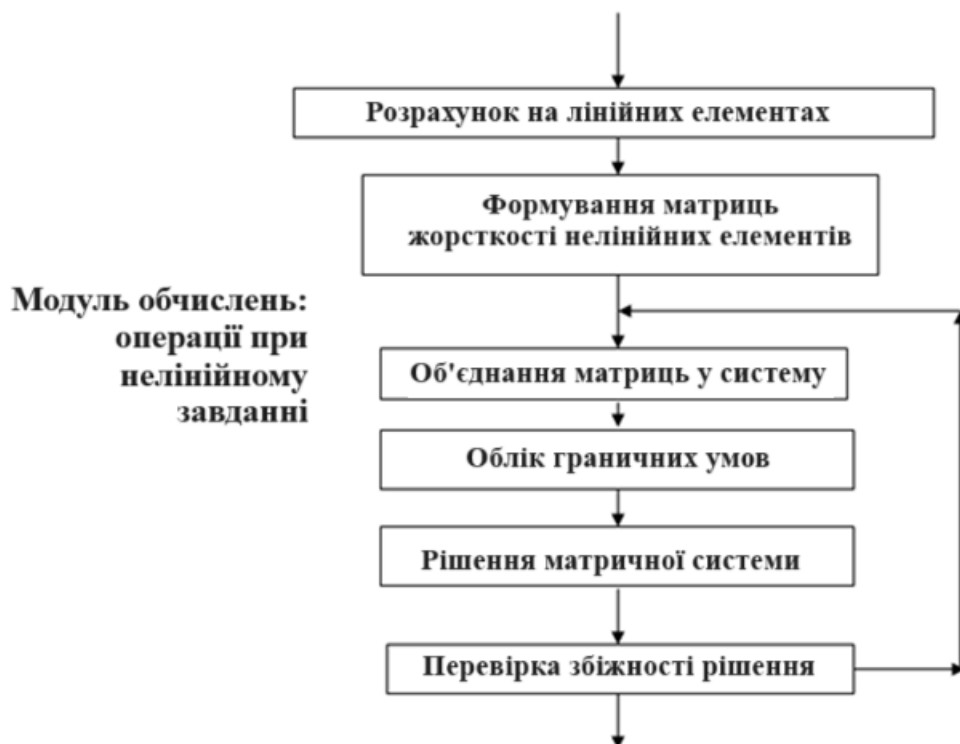 Розрахунок на лінійних елементах
Формування матриць
жорсткості нелінійних елементів
Модуль обчислень:
операції при
нелінійному
завданні
Об'єднання матриць у систему
Облік граничних умов
Рішення матричної системи
Перевірка збіжності рішення